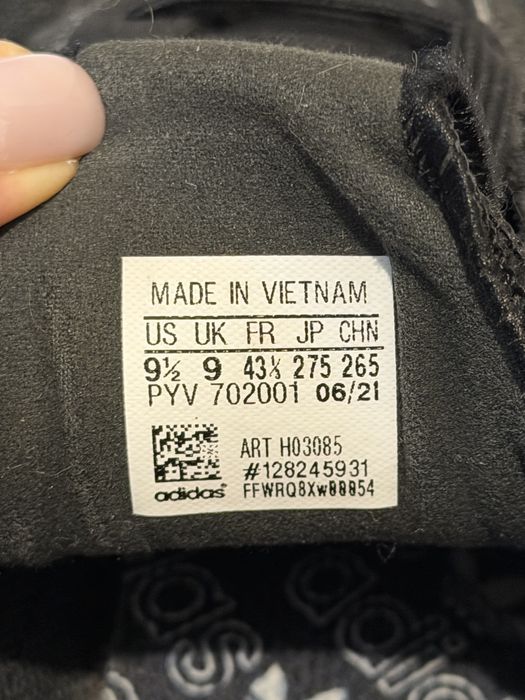 MADE IN VIETNAM
US UK FR JP CHN
9½ 9 43⅓ 275 265
PYV 702001 06/21
ART H03085
#128245931
adidas
adidas